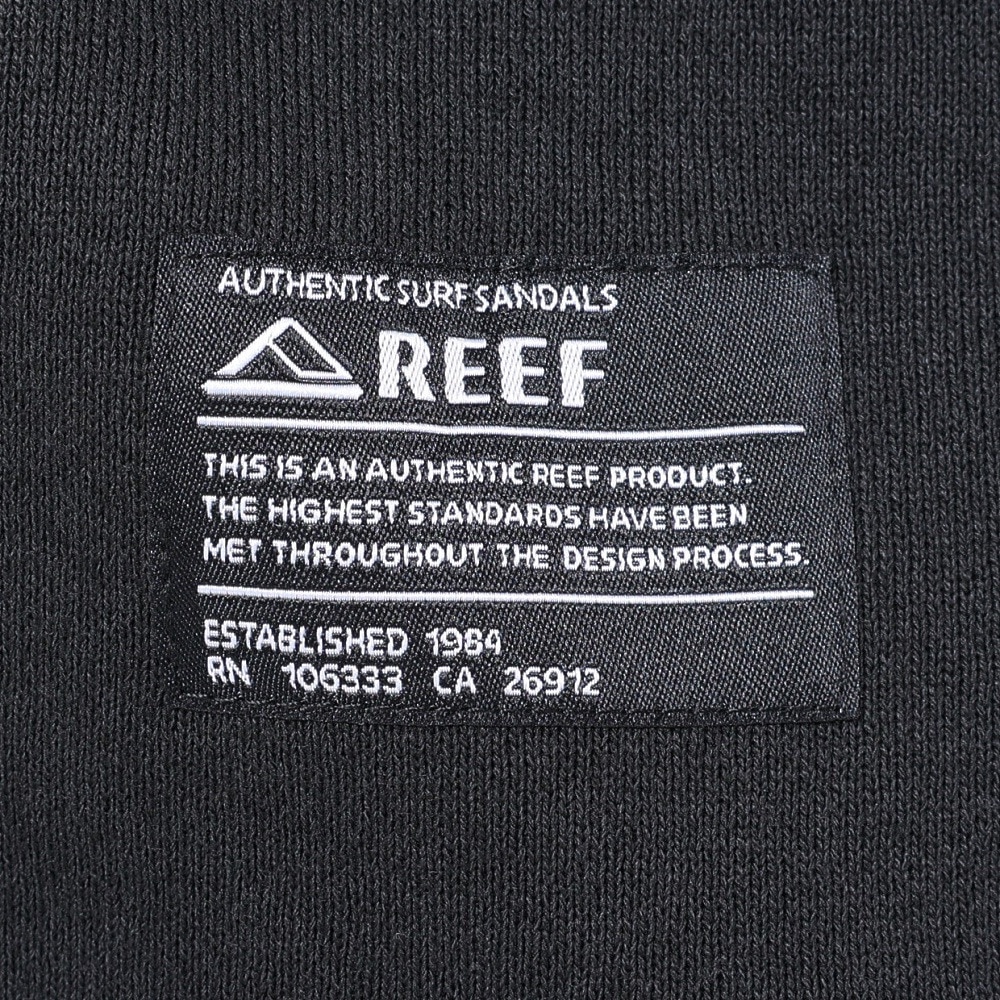 AUTHENTIC SURF SANDALS
REEF
THIS IS AN AUTHENTIC REEF PRODUCT.
THE HIGHEST STANDARDS HAVE BEEN
MET THROUGHOUT THE DESIGN PROCESS.
ESTABLISHED 1984
RN 106333 CA 26912